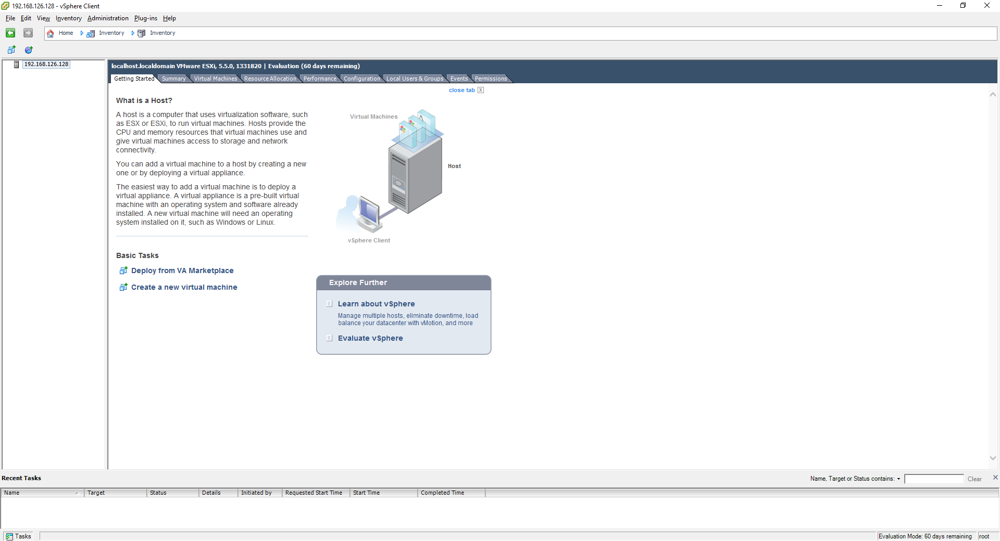 192.168.126.128 - vSphere Client
File Edit View Inventory Administration Plug-ins Help
Home Inventory Inventory
192.168.126.128
localhost.localdomain VMware ESXi, 5.5.0, 1331820 | Evaluation (60 days remaining)
Getting Started Summary Virtual Machines Resource Allocation Performance Configuration Local Users & Groups Events Permissions
close tab X
What is a Host?
A host is a computer that uses virtualization software, such
as ESX or ESXi, to run virtual machines. Hosts provide the
CPU and memory resources that virtual machines use and
give virtual machines access to storage and network
connectivity.
You can add a virtual machine to a host by creating a new
one or by deploying a virtual appliance.
The easiest way to add a virtual machine is to deploy a
virtual appliance. A virtual appliance is a pre-built virtual
machine with an operating system and software already
installed. A new virtual machine will need an operating
system installed on it, such as Windows or Linux.
Virtual Machines
Host
vSphere Client
Basic Tasks
Deploy from VA Marketplace
Create a new virtual machine
Explore Further
Learn about vSphere
Manage multiple hosts, eliminate downtime, load
balance your datacenter with vMotion, and more
Evaluate vSphere
Recent Tasks
Name, Target or Status contains: Clear
Name Target Status Details Initiated by Requested Start Time Start Time Completed Time
Tasks
Evaluation Mode: 60 days remaining root